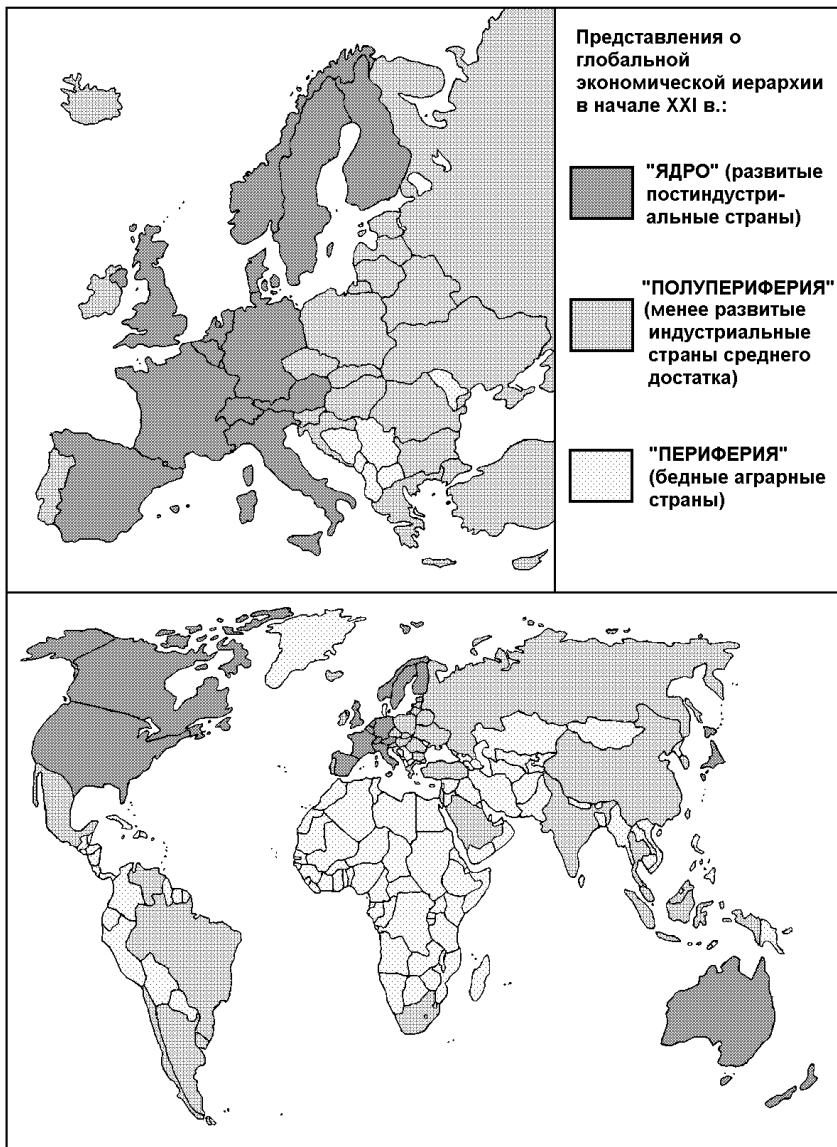 Представления о
глобальной
экономической иерархии
в начале XXI в.:
"ЯДРО" (развитые
постиндустри-
альные страны)
"ПОЛУПЕРИФЕРИЯ"
(менее развитые
индустриальные
страны среднего
достатка)
"ПЕРИФЕРИЯ"
(бедные аграрные
страны)